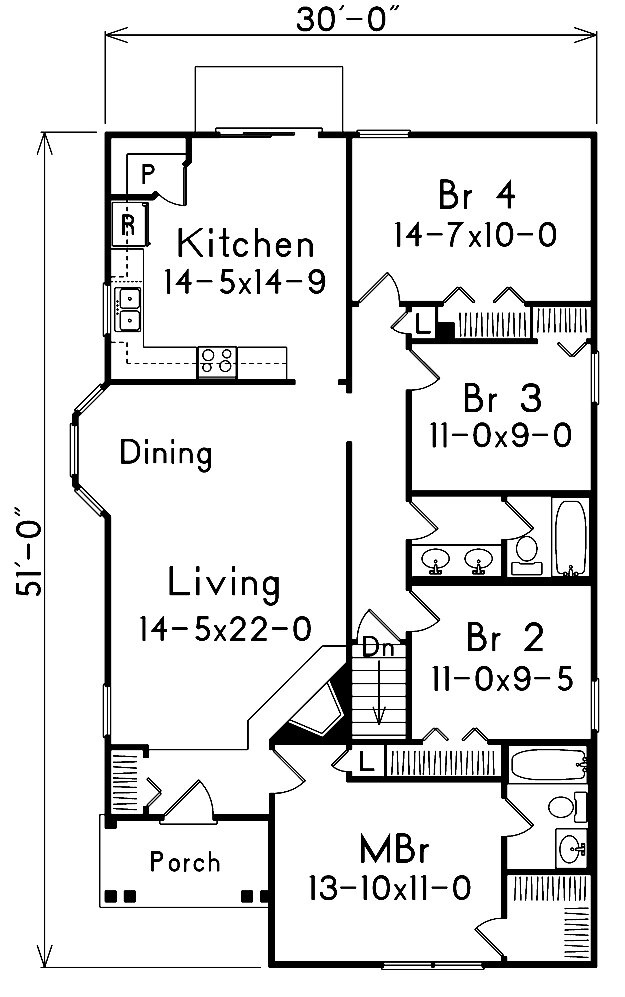 30'-0"
51'-0"
P
R
Kitchen
14-5x14-9
Br 4
14-7x10-0
L
Br 3
11-0x9-0
Dining
Living
14-5x22-0
Dn
Br 2
11-0x9-5
L
Porch
MBr
13-10x11-0